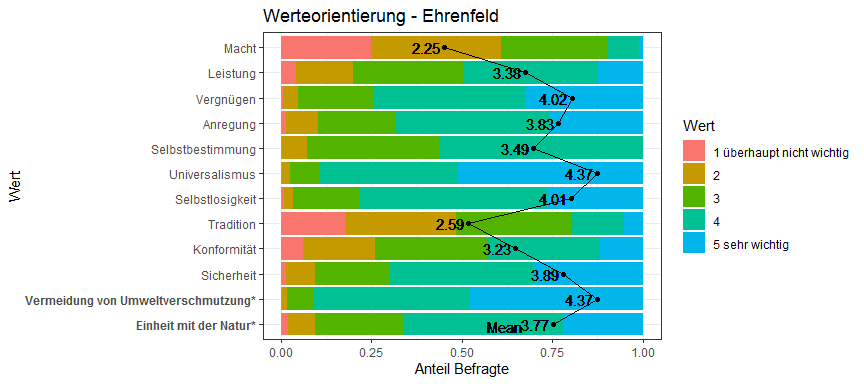 Werteorientierung - Ehrenfeld
Wert
Macht
2.25
Leistung
3.38
Vergnügen
4.02
Anregung
3.83
Selbstbestimmung
3.49
Universalismus
4.37
Selbstlosigkeit
4.01
Tradition
2.59
Konformität
3.23
Sicherheit
3.89
Vermeidung von Umweltverschmutzung*
4.37
Einheit mit der Natur*
Mean
3.77
0.00 0.25 0.50 0.75 1.00
Anteil Befragte
Wert
1 überhaupt nicht wichtig
2
3
4
5 sehr wichtig